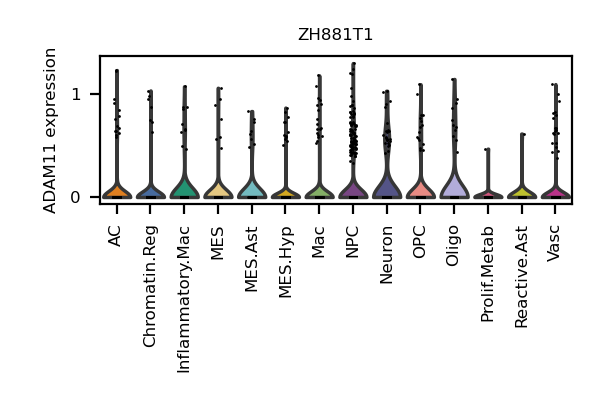 ZH881T1
ADAM11 expression
1
0
AC
Chromatin.Reg
Inflammatory.Mac
MES
MES.Ast
MES.Hyp
Mac
NPC
Neuron
OPC
Oligo
Prolif.Metab
Reactive.Ast
Vasc